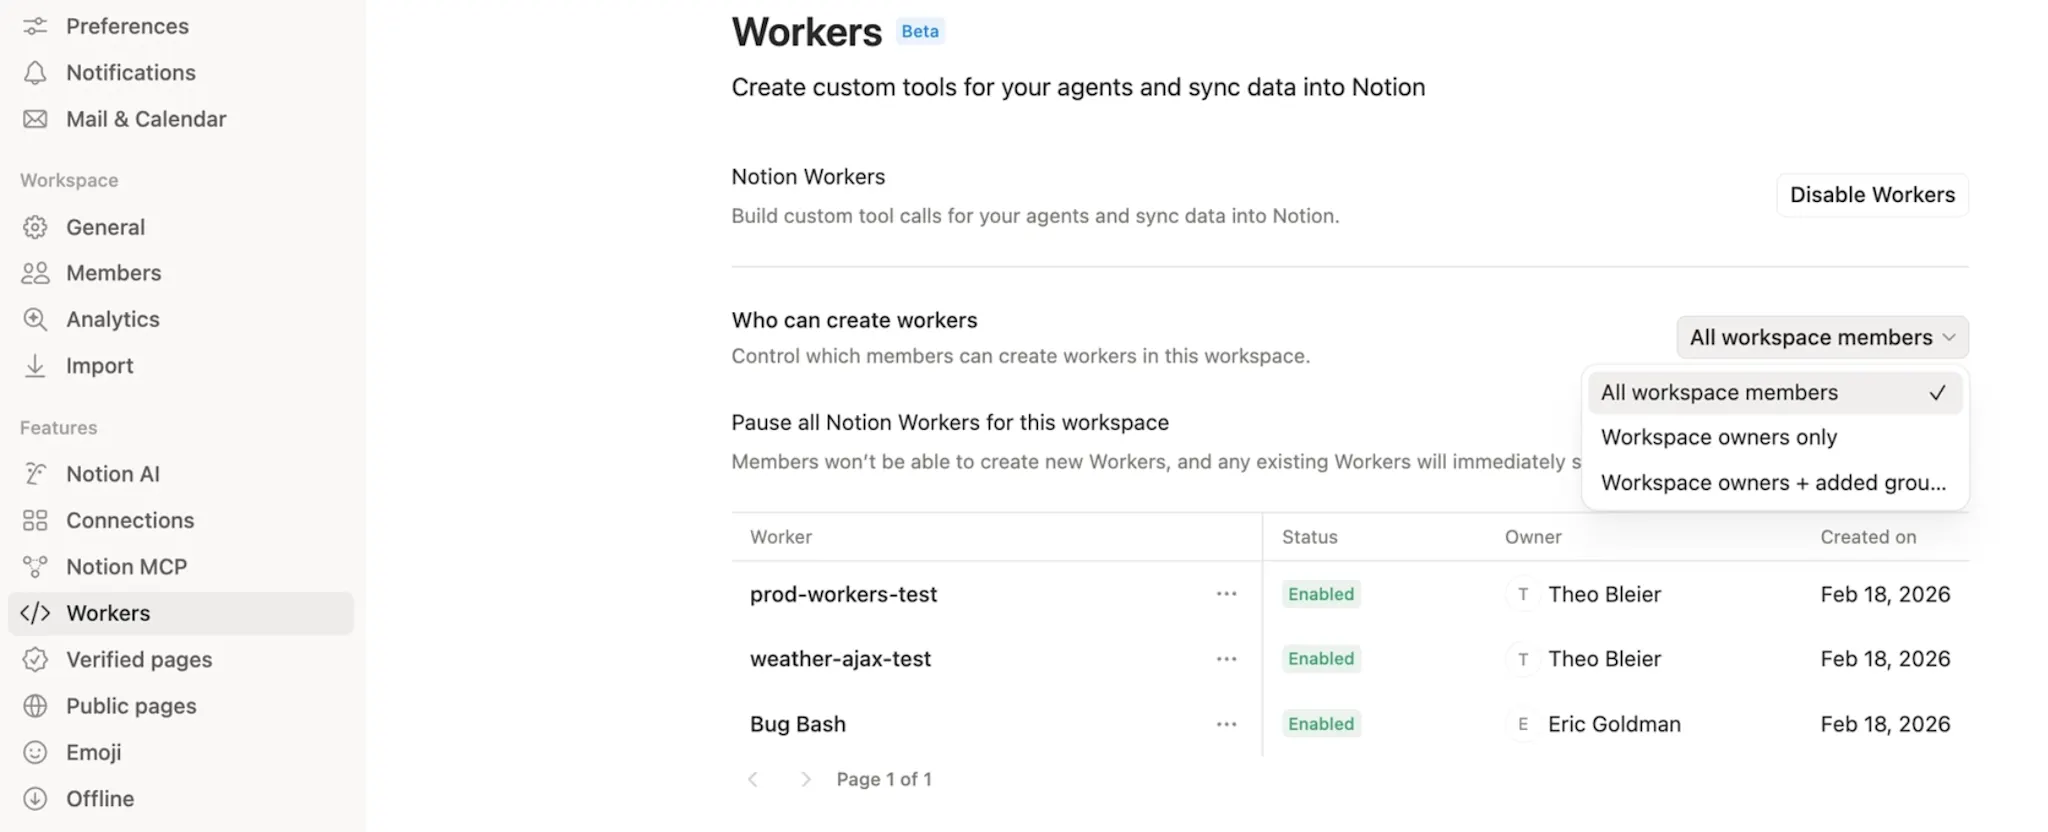 Preferences
Notifications
Mail & Calendar
Workspace
General
Members
Analytics
Import
Features
Notion AI
Connections
Notion MCP
Workers
Verified pages
Public pages
Emoji
Offline
Workers Beta
Create custom tools for your agents and sync data into Notion
Notion Workers
Build custom tool calls for your agents and sync data into Notion.
Disable Workers
Who can create workers
Control which members can create workers in this workspace.
All workspace members
All workspace members
Workspace owners only
Workspace owners + added grou...
Pause all Notion Workers for this workspace
Members won’t be able to create new Workers, and any existing Workers will immediately s
Worker Status Owner Created on
prod-workers-test ... Enabled T Theo Bleier Feb 18, 2026
weather-ajax-test ... Enabled T Theo Bleier Feb 18, 2026
Bug Bash ... Enabled E Eric Goldman Feb 18, 2026
Page 1 of 1